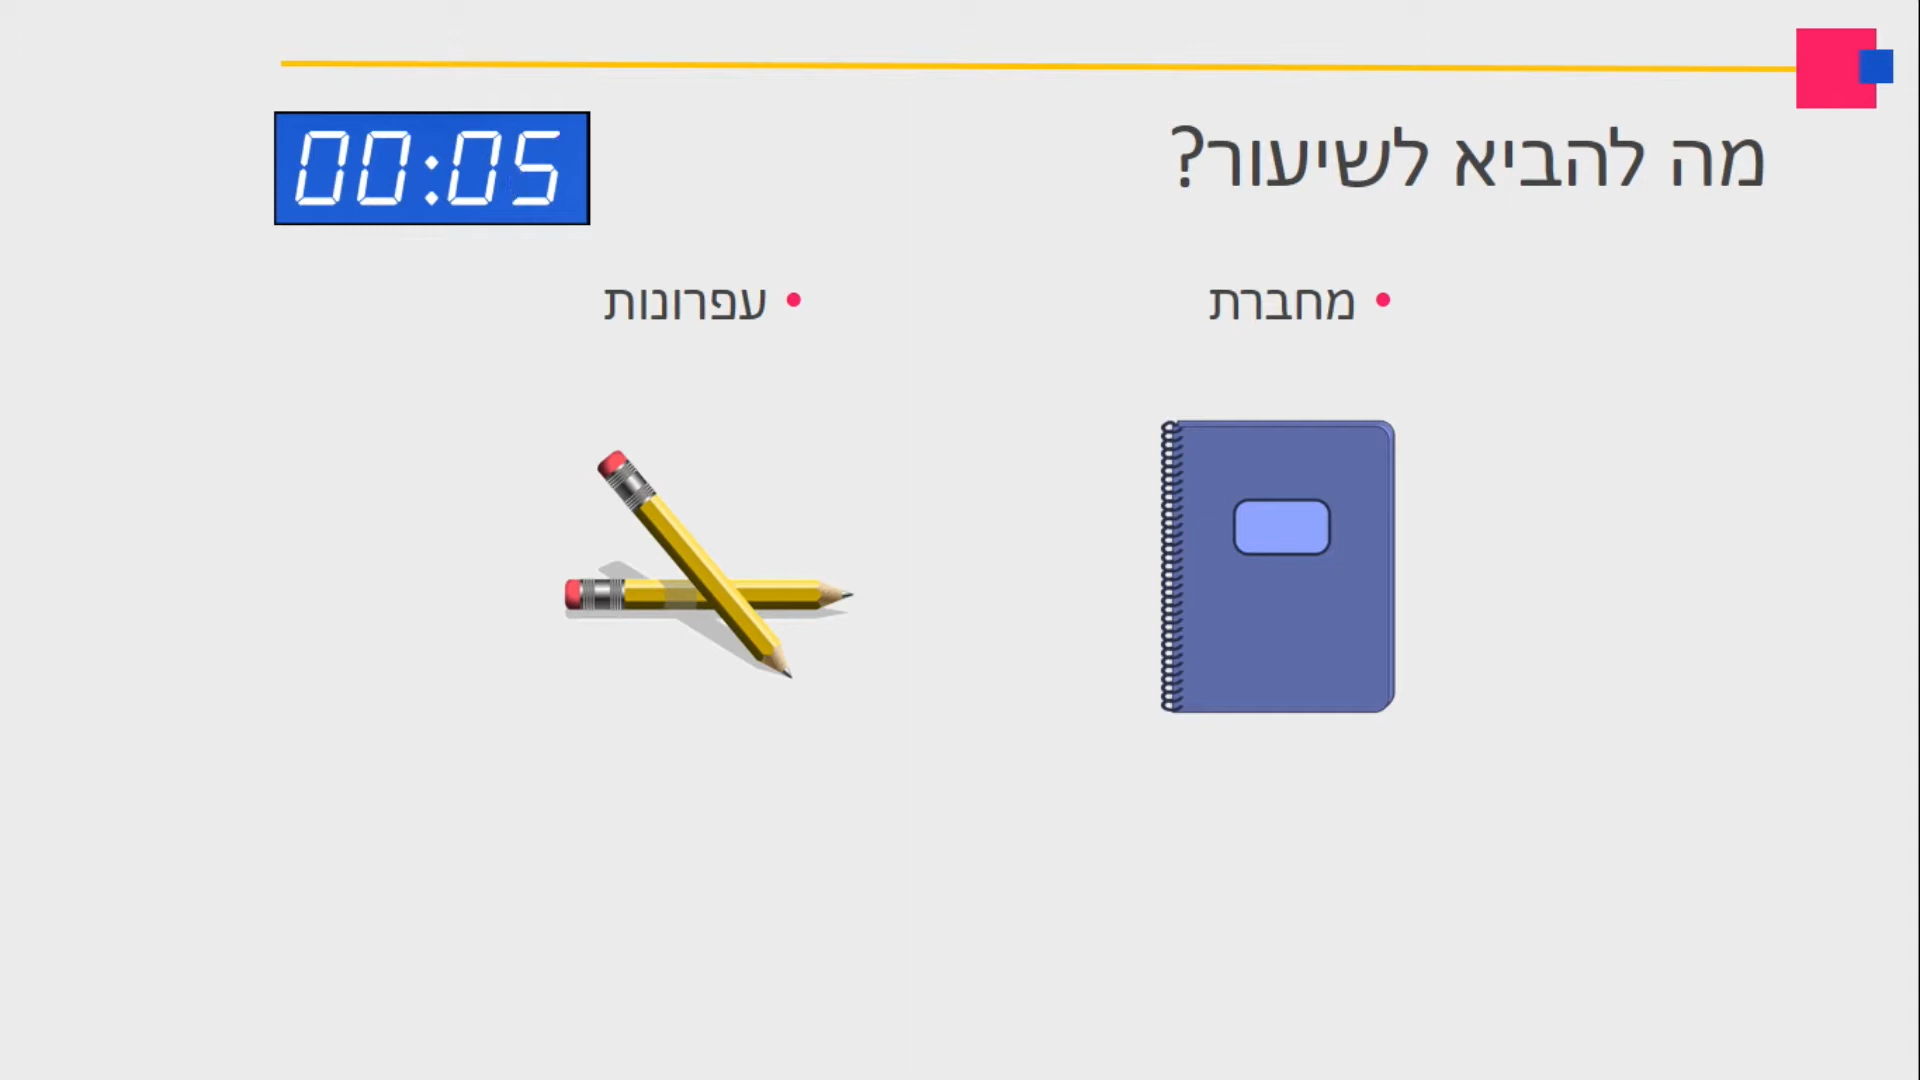 מה להביא לשיעור?
00:05
• מחברת
• עפרונות